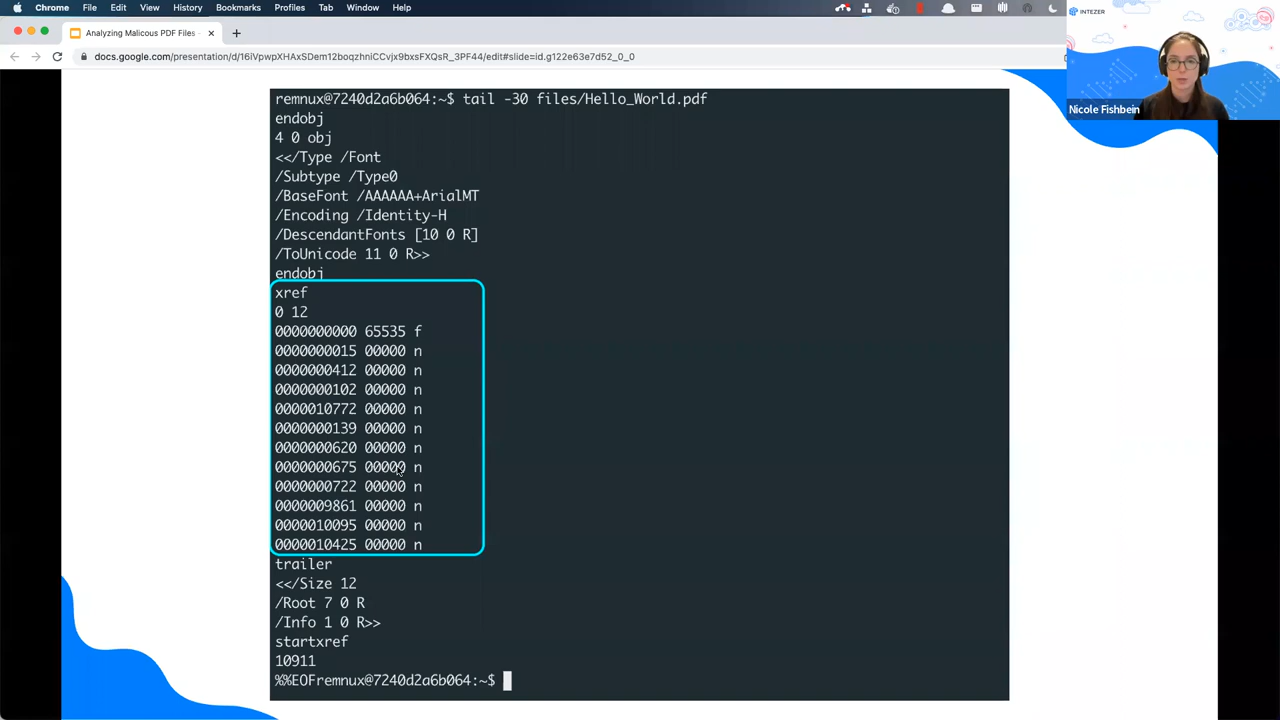 Chrome File Edit View History Bookmarks Profiles Tab Window Help
INTEZER
Analyzing Malicous PDF Files -
docs.google.com/presentation/d/16iVpwpXHAxSDem12boqzhniCCvjx9bxsFXQsR_3PF44/edit#slide=id.g122e63e7d52_0_0
Nicole Fishbein
remnux@7240d2a6b064:~$ tail -30 files/Hello_World.pdf
endobj
4 0 obj
<</Type /Font
/Subtype /Type0
/BaseFont /AAAAAA+ArialMT
/Encoding /Identity-H
/DescendantFonts [10 0 R]
/ToUnicode 11 0 R>>
endobj
xref
0 12
0000000000 65535 f
0000000015 00000 n
0000000412 00000 n
0000000102 00000 n
0000010772 00000 n
0000000139 00000 n
0000000620 00000 n
0000000675 00000 n
0000000722 00000 n
0000009861 00000 n
0000010095 00000 n
0000010425 00000 n
trailer
<</Size 12
/Root 7 0 R
/Info 1 0 R>>
startxref
10911
%%EOFremnux@7240d2a6b064:~$